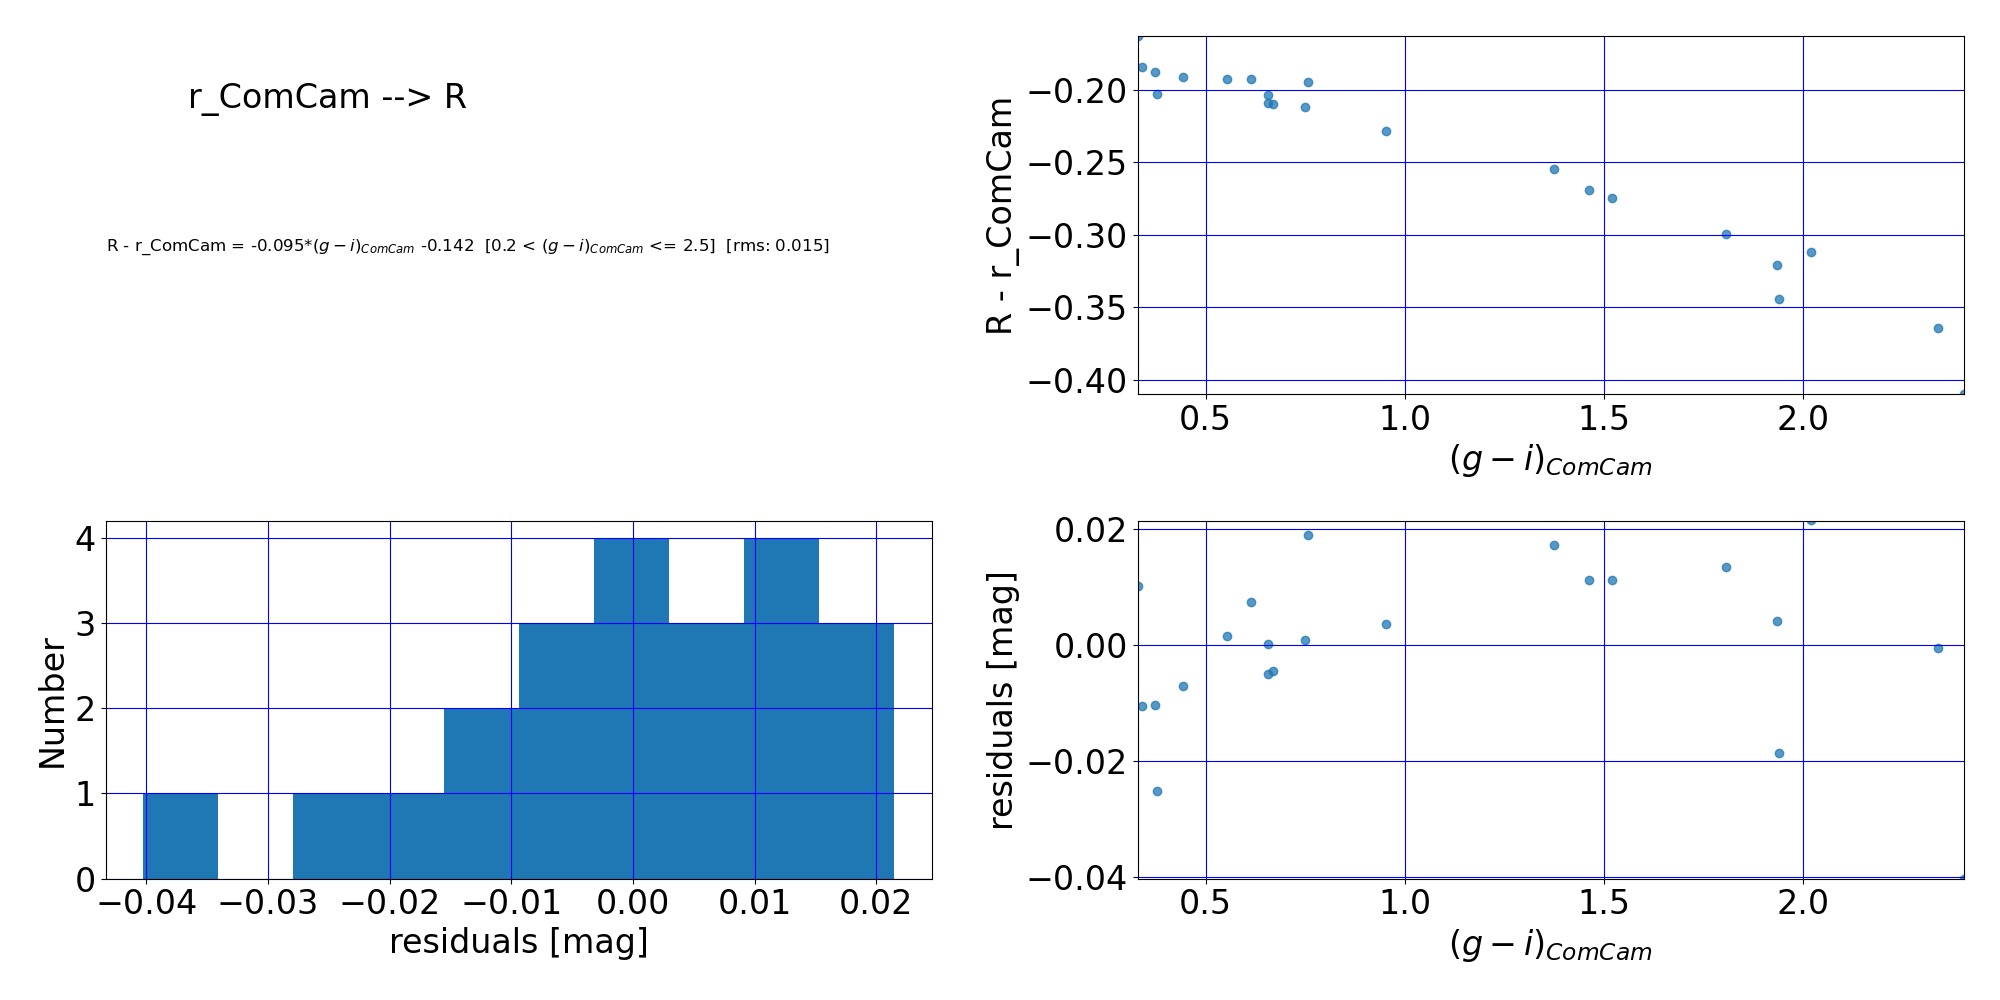 r_ComCam --> R
R - r_ComCam = -0.095*(g − i)ComCam -0.142 [0.2 < (g − i)ComCam <= 2.5] [rms: 0.015]
−0.20
−0.25
−0.30
−0.35
−0.40
R - r_ComCam
0.5 1.0 1.5 2.0
(g − i)ComCam
4
3
2
1
0
Number
−0.04 −0.03 −0.02 −0.01 0.00 0.01 0.02
residuals [mag]
0.02
0.00
−0.02
−0.04
residuals [mag]
0.5 1.0 1.5 2.0
(g − i)ComCam